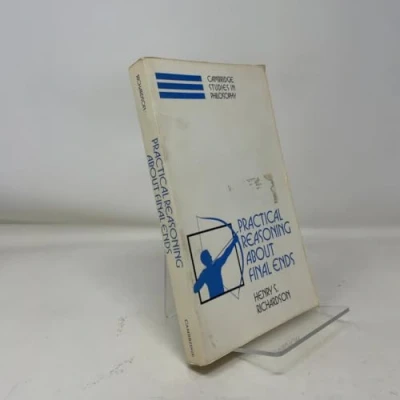 RICHARDSON
PRACTICAL REASONING
ABOUT FINAL ENDS
CAMBRIDGE
CAMBRIDGE
STUDIES IN
PHILOSOPHY
PRACTICAL
REASONING
ABOUT
FINAL ENDS
HENRY S.
RICHARDSON